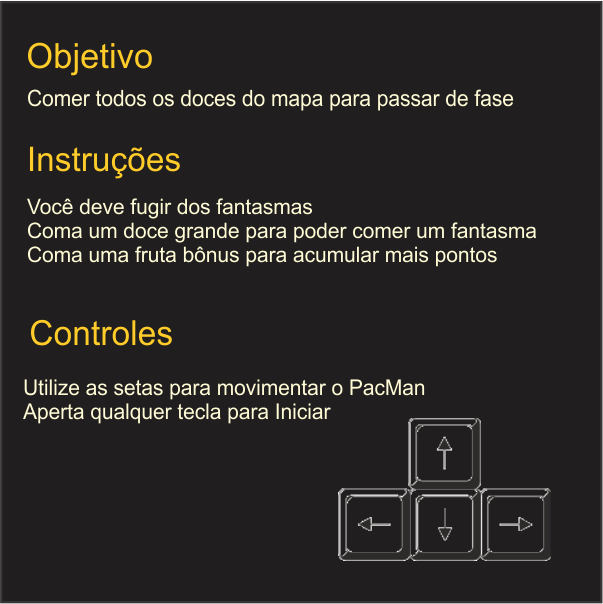 Objetivo
Comer todos os doces do mapa para passar de fase
Instruções
Você deve fugir dos fantasmas
Coma um doce grande para poder comer um fantasma
Coma uma fruta bônus para acumular mais pontos
Controles
Utilize as setas para movimentar o PacMan
Aperta qualquer tecla para Iniciar